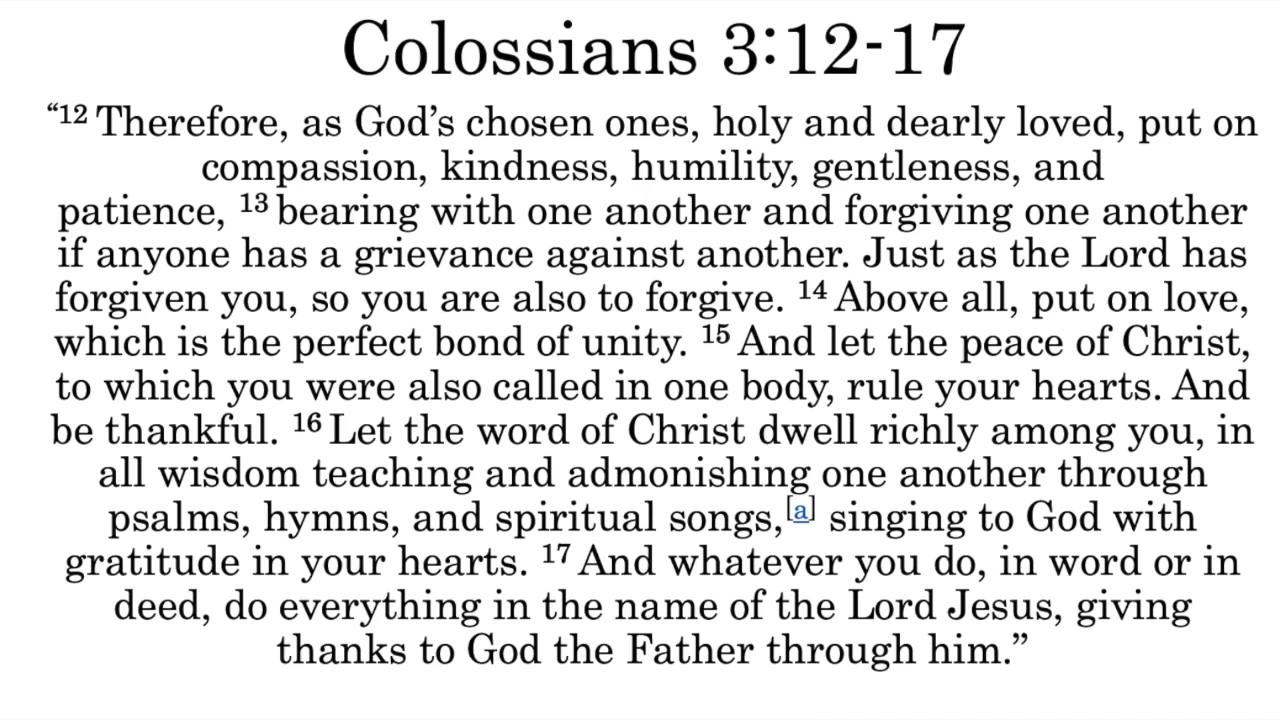 Colossians 3:12-17
“12 Therefore, as God’s chosen ones, holy and dearly loved, put on
compassion, kindness, humility, gentleness, and
patience, 13 bearing with one another and forgiving one another
if anyone has a grievance against another. Just as the Lord has
forgiven you, so you are also to forgive. 14 Above all, put on love,
which is the perfect bond of unity. 15 And let the peace of Christ,
to which you were also called in one body, rule your hearts. And
be thankful. 16 Let the word of Christ dwell richly among you, in
all wisdom teaching and admonishing one another through
psalms, hymns, and spiritual songs,[a] singing to God with
gratitude in your hearts. 17 And whatever you do, in word or in
deed, do everything in the name of the Lord Jesus, giving
thanks to God the Father through him.”